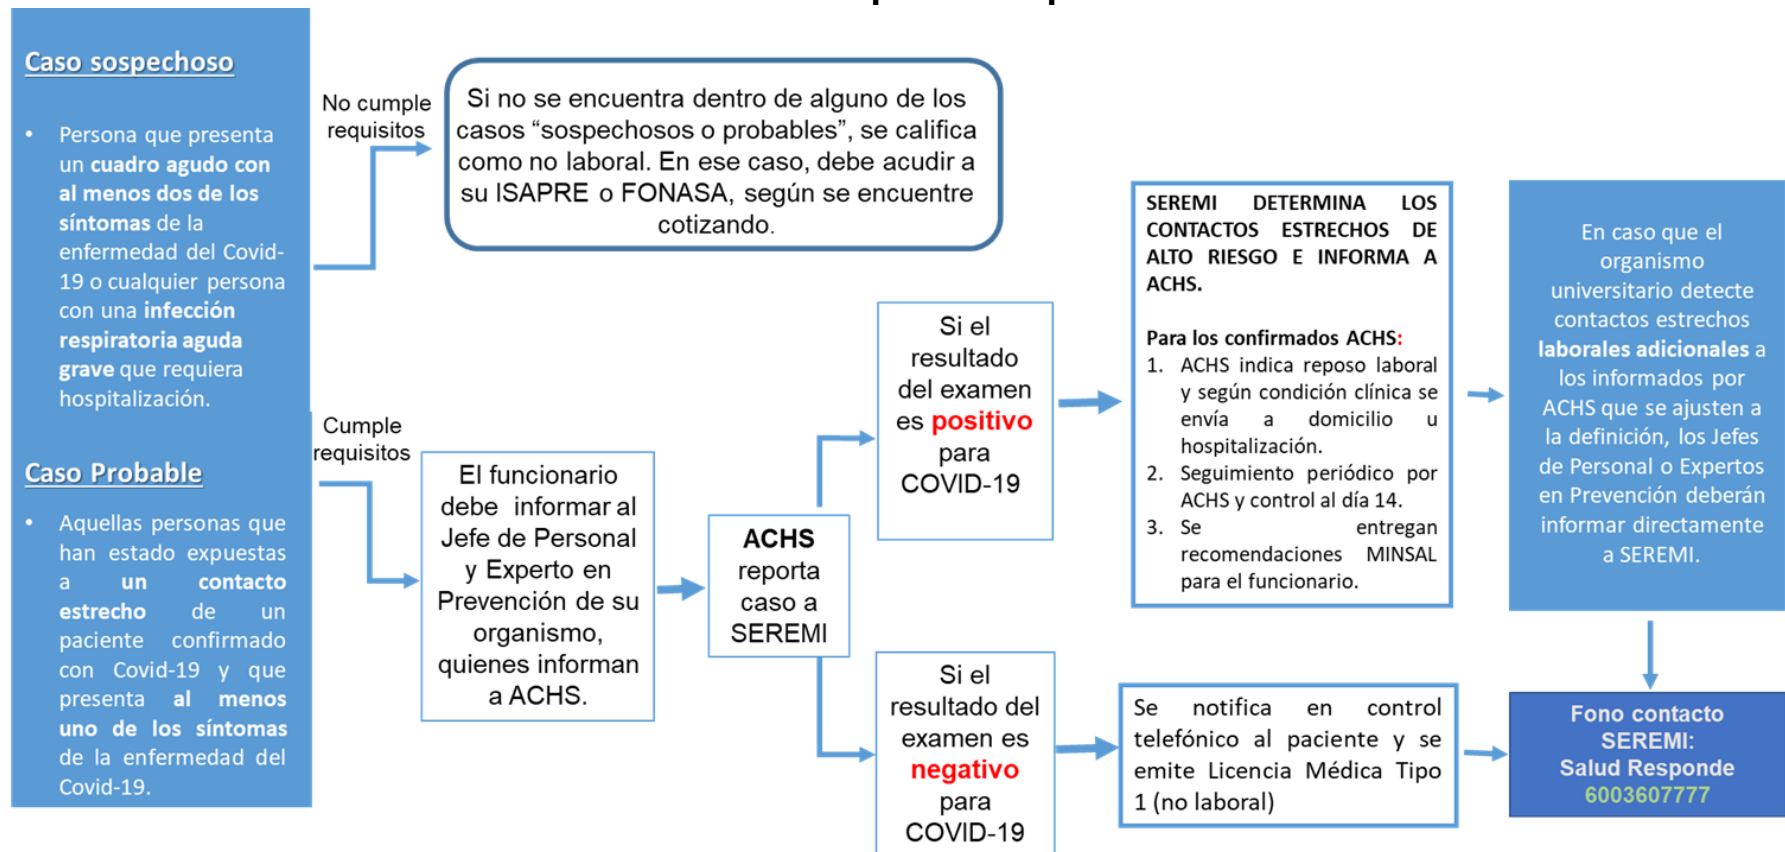 Caso sospechoso
• Persona que presenta
un cuadro agudo con
al menos dos de los
síntomas de la
enfermedad del Covid-
19 o cualquier persona
con una infección
respiratoria aguda
grave que requiera
hospitalización.
Caso Probable
• Aquellas personas que
han estado expuestas
a un contacto
estrecho de un
paciente confirmado
con Covid-19 y que
presenta al menos
uno de los síntomas
de la enfermedad del
Covid-19.
No cumple
requisitos
Si no se encuentra dentro de alguno de los
casos “sospechosos o probables”, se califica
como no laboral. En ese caso, debe acudir a
su ISAPRE o FONASA, según se encuentre
cotizando.
Cumple
requisitos
El funcionario
debe informar al
Jefe de Personal
y Experto en
Prevención de su
organismo,
quienes informan
a ACHS.
ACHS
reporta
caso a
SEREMI
Si el
resultado
del examen
es positivo
para
COVID-19
SEREMI DETERMINA LOS
CONTACTOS ESTRECHOS DE
ALTO RIESGO E INFORMA A
ACHS.
Para los confirmados ACHS:
1. ACHS indica reposo laboral
y según condición clínica se
envía a domicilio u
hospitalización.
2. Seguimiento periódico por
ACHS y control al día 14.
3. Se entregan
recomendaciones MINSAL
para el funcionario.
En caso que el
organismo
universitario detecte
contactos estrechos
laborales adicionales a
los informados por
ACHS que se ajusten a
la definición, los Jefes
de Personal o Expertos
en Prevención deberán
informar directamente
a SEREMI.
Si el
resultado del
examen es
negativo
para
COVID-19
Se notifica en control
telefónico al paciente y se
emite Licencia Médica Tipo
1 (no laboral)
Fono contacto
SEREMI:
Salud Responde
6003607777